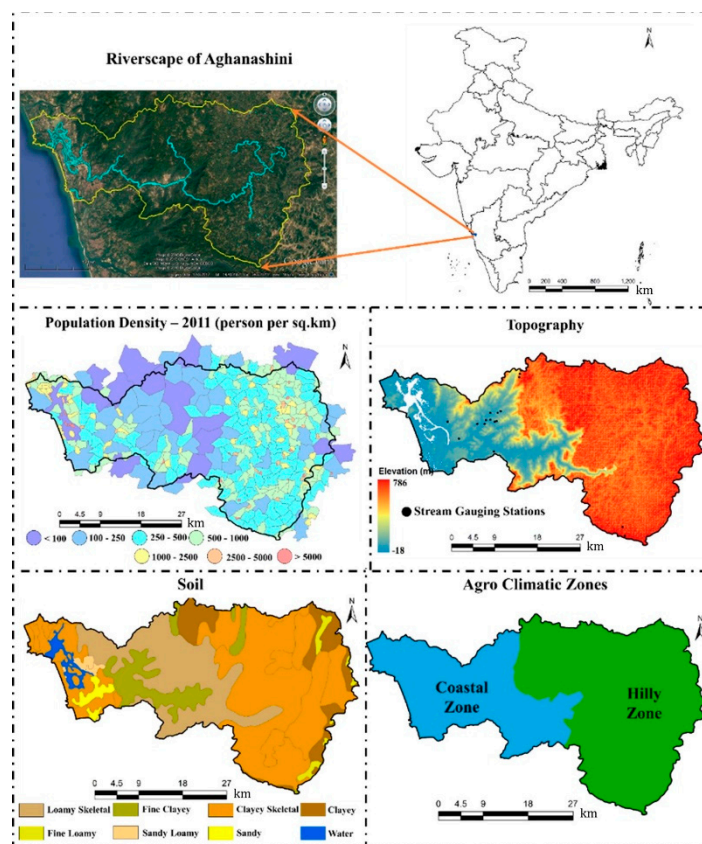 Riverscape of Aghanashini
N
0 200 400 800 1,200
km
Population Density – 2011 (person per sq.km)
N
0 4.5 9 18 27
km
< 100 100 - 250 250 - 500 500 - 1000
1000 - 2500 2500 - 5000 > 5000
Topography
N
Elevation (m)
786
-18
Stream Gauging Stations
0 4.5 9 18 27
km
Soil
N
0 4.5 9 18 27
km
Loamy Skeletal Fine Clayey Clayey Skeletal Clayey
Fine Loamy Sandy Loamy Sandy Water
Agro Climatic Zones
N
Coastal
Zone
Hilly
Zone
0 4.5 9 18 27
km